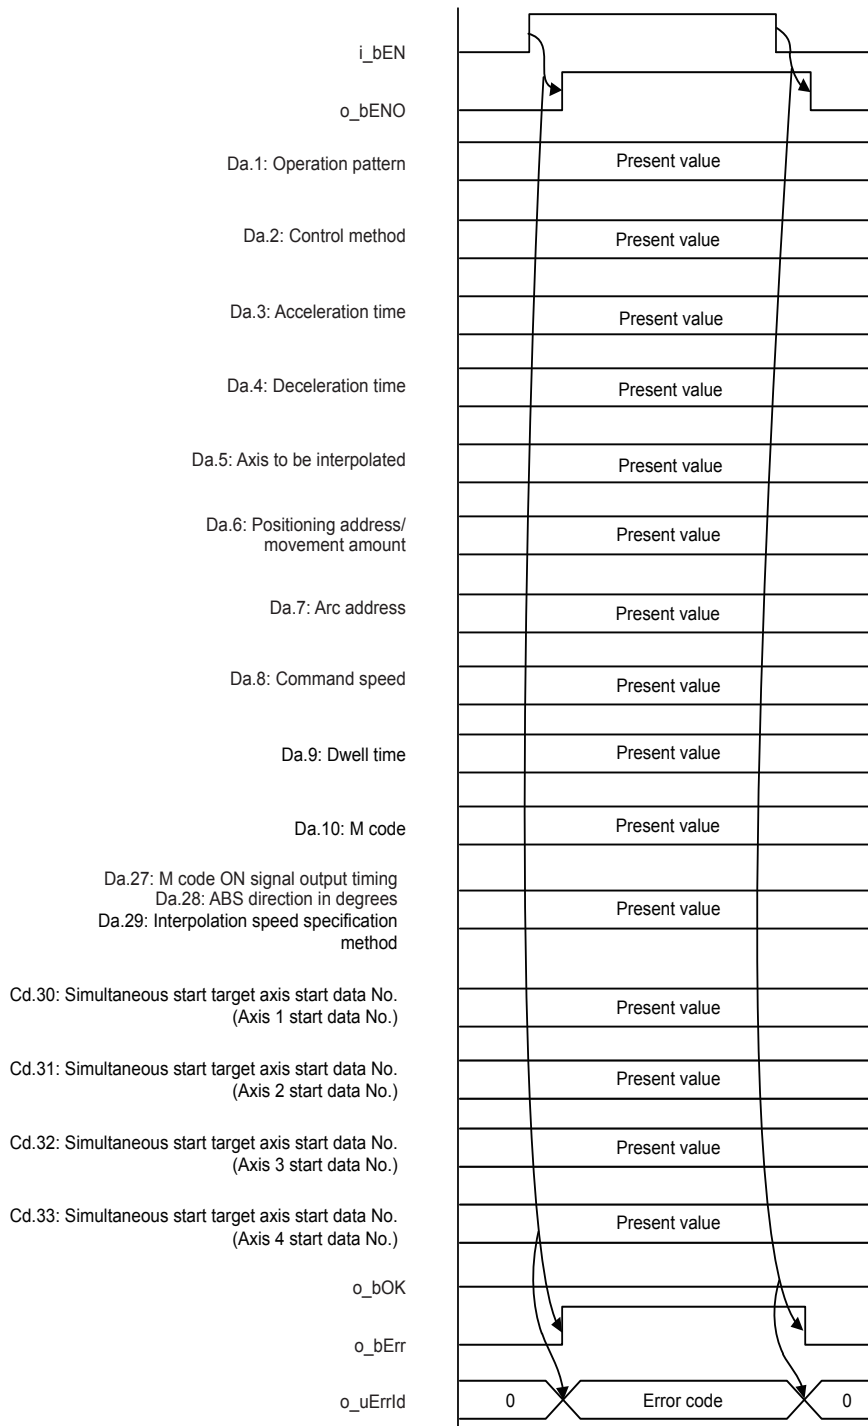 i_bEN
o_bENO
Da.1: Operation pattern
Present value
Da.2: Control method
Present value
Da.3: Acceleration time
Present value
Da.4: Deceleration time
Present value
Da.5: Axis to be interpolated
Present value
Da.6: Positioning address/
movement amount
Present value
Da.7: Arc address
Present value
Da.8: Command speed
Present value
Da.9: Dwell time
Present value
Da.10: M code
Present value
Da.27: M code ON signal output timing
Da.28: ABS direction in degrees
Da.29: Interpolation speed specification
method
Present value
Cd.30: Simultaneous start target axis start data No.
(Axis 1 start data No.)
Present value
Cd.31: Simultaneous start target axis start data No.
(Axis 2 start data No.)
Present value
Cd.32: Simultaneous start target axis start data No.
(Axis 3 start data No.)
Present value
Cd.33: Simultaneous start target axis start data No.
(Axis 4 start data No.)
Present value
o_bOK
o_bErr
o_uErrId
0
Error code
0